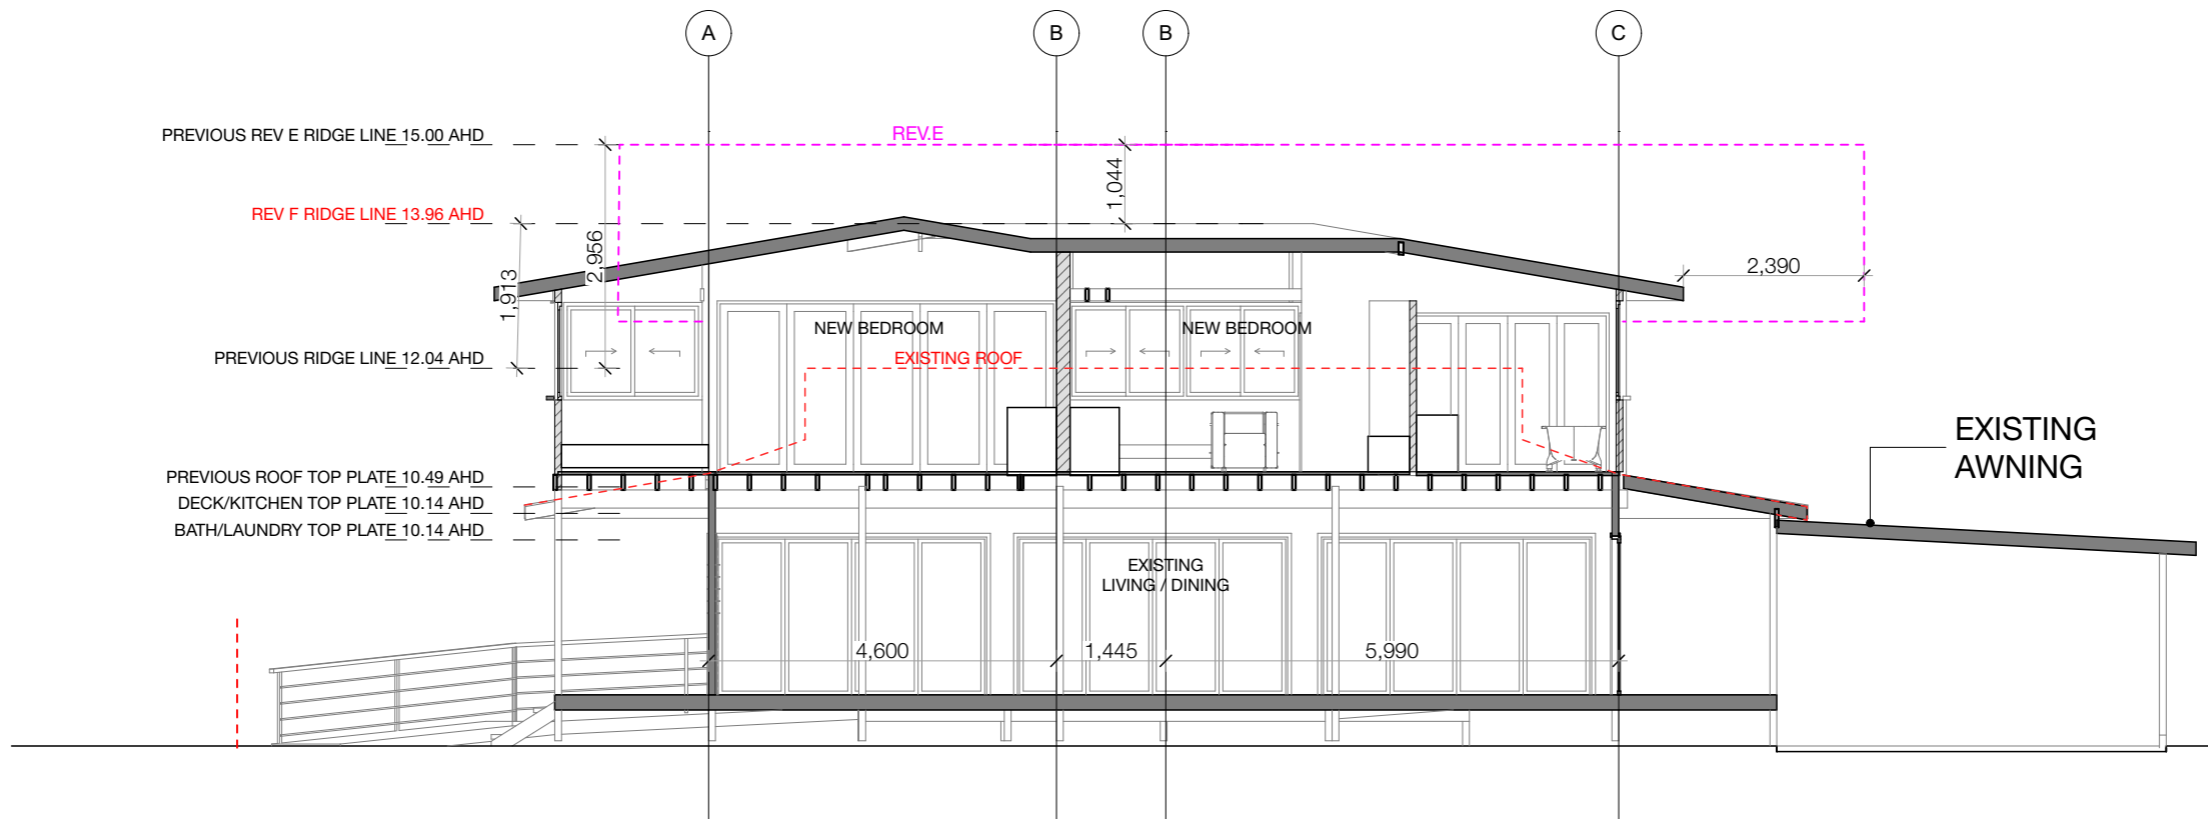 A
B
B
C
PREVIOUS REV E RIDGE LINE 15.00 AHD
REV.E
1,044
REV F RIDGE LINE 13.96 AHD
2,956
1,913
2,390
NEW BEDROOM
NEW BEDROOM
PREVIOUS RIDGE LINE 12.04 AHD
EXISTING ROOF
EXISTING
AWNING
PREVIOUS ROOF TOP PLATE 10.49 AHD
DECK/KITCHEN TOP PLATE 10.14 AHD
BATH/LAUNDRY TOP PLATE 10.14 AHD
EXISTING
LIVING / DINING
4,600
1,445
5,990